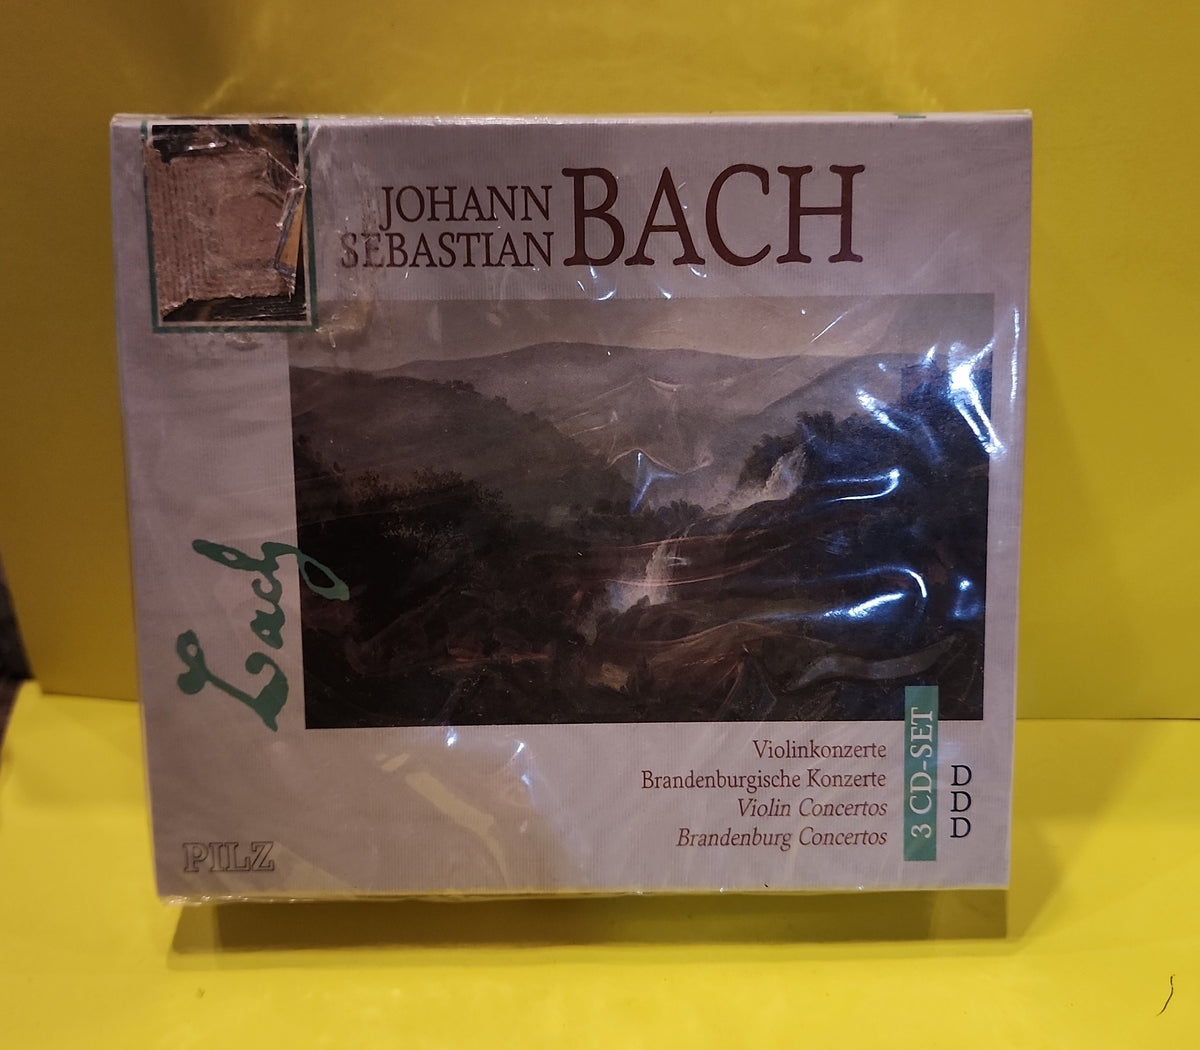 JOHANN
SEBASTIAN
BACH
Bach
Violinkonzerte
Brandenburgische Konzerte
Violin Concertos
Brandenburg Concertos
3 CD-SET
D
D
D
PILZ